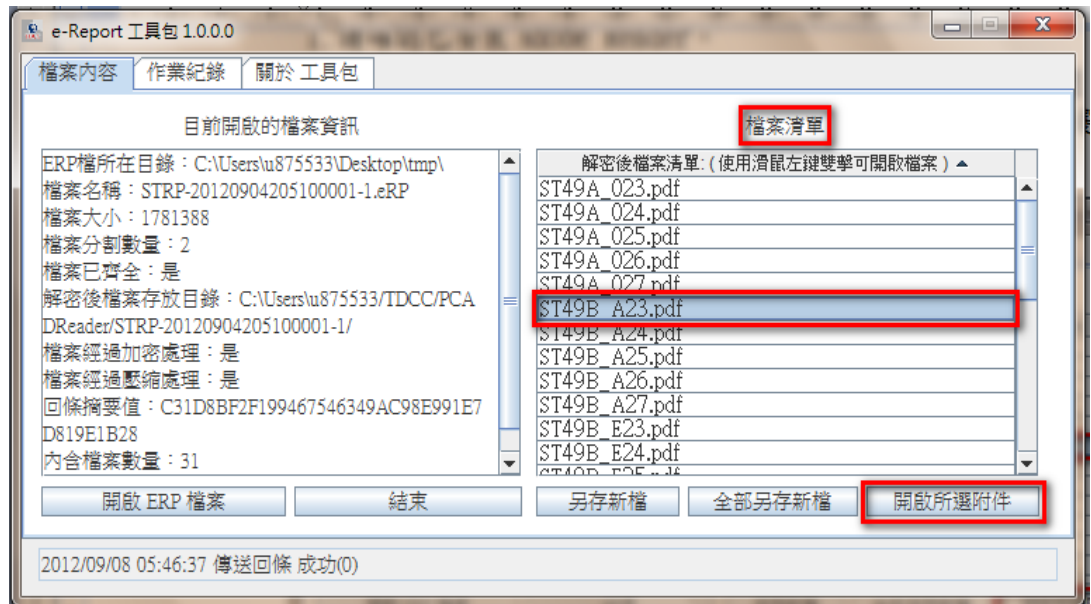 e-Report 工具包 1.0.0.0
檔案內容 作業紀錄 關於 工具包
目前開啟的檔案資訊
ERP檔所在目錄：C:\Users\u875533\Desktop\tmp\
檔案名稱：STRP-20120904205100001-1.eRP
檔案大小：1781388
檔案分割數量：2
檔案已齊全：是
解密後檔案存放目錄：C:\Users\u875533/TDCC/PCA
DReader/STRP-20120904205100001-1/
檔案經過加密處理：是
檔案經過壓縮處理：是
回條摘要值：C31D8BF2F199467546349AC98E991E7
D819E1B28
內含檔案數量：31
開啟 ERP 檔案 結束
檔案清單
解密後檔案清單: (使用滑鼠左鍵雙擊可開啟檔案)
ST49A_023.pdf
ST49A_024.pdf
ST49A_025.pdf
ST49A_026.pdf
ST49A_027.pdf
ST49B_A23.pdf
ST49B_A24.pdf
ST49B_A25.pdf
ST49B_A26.pdf
ST49B_A27.pdf
ST49B_E23.pdf
ST49B_E24.pdf
ST49B_E25.pdf
另存新檔 全部另存新檔 開啟所選附件
2012/09/08 05:46:37 傳送回條 成功(0)